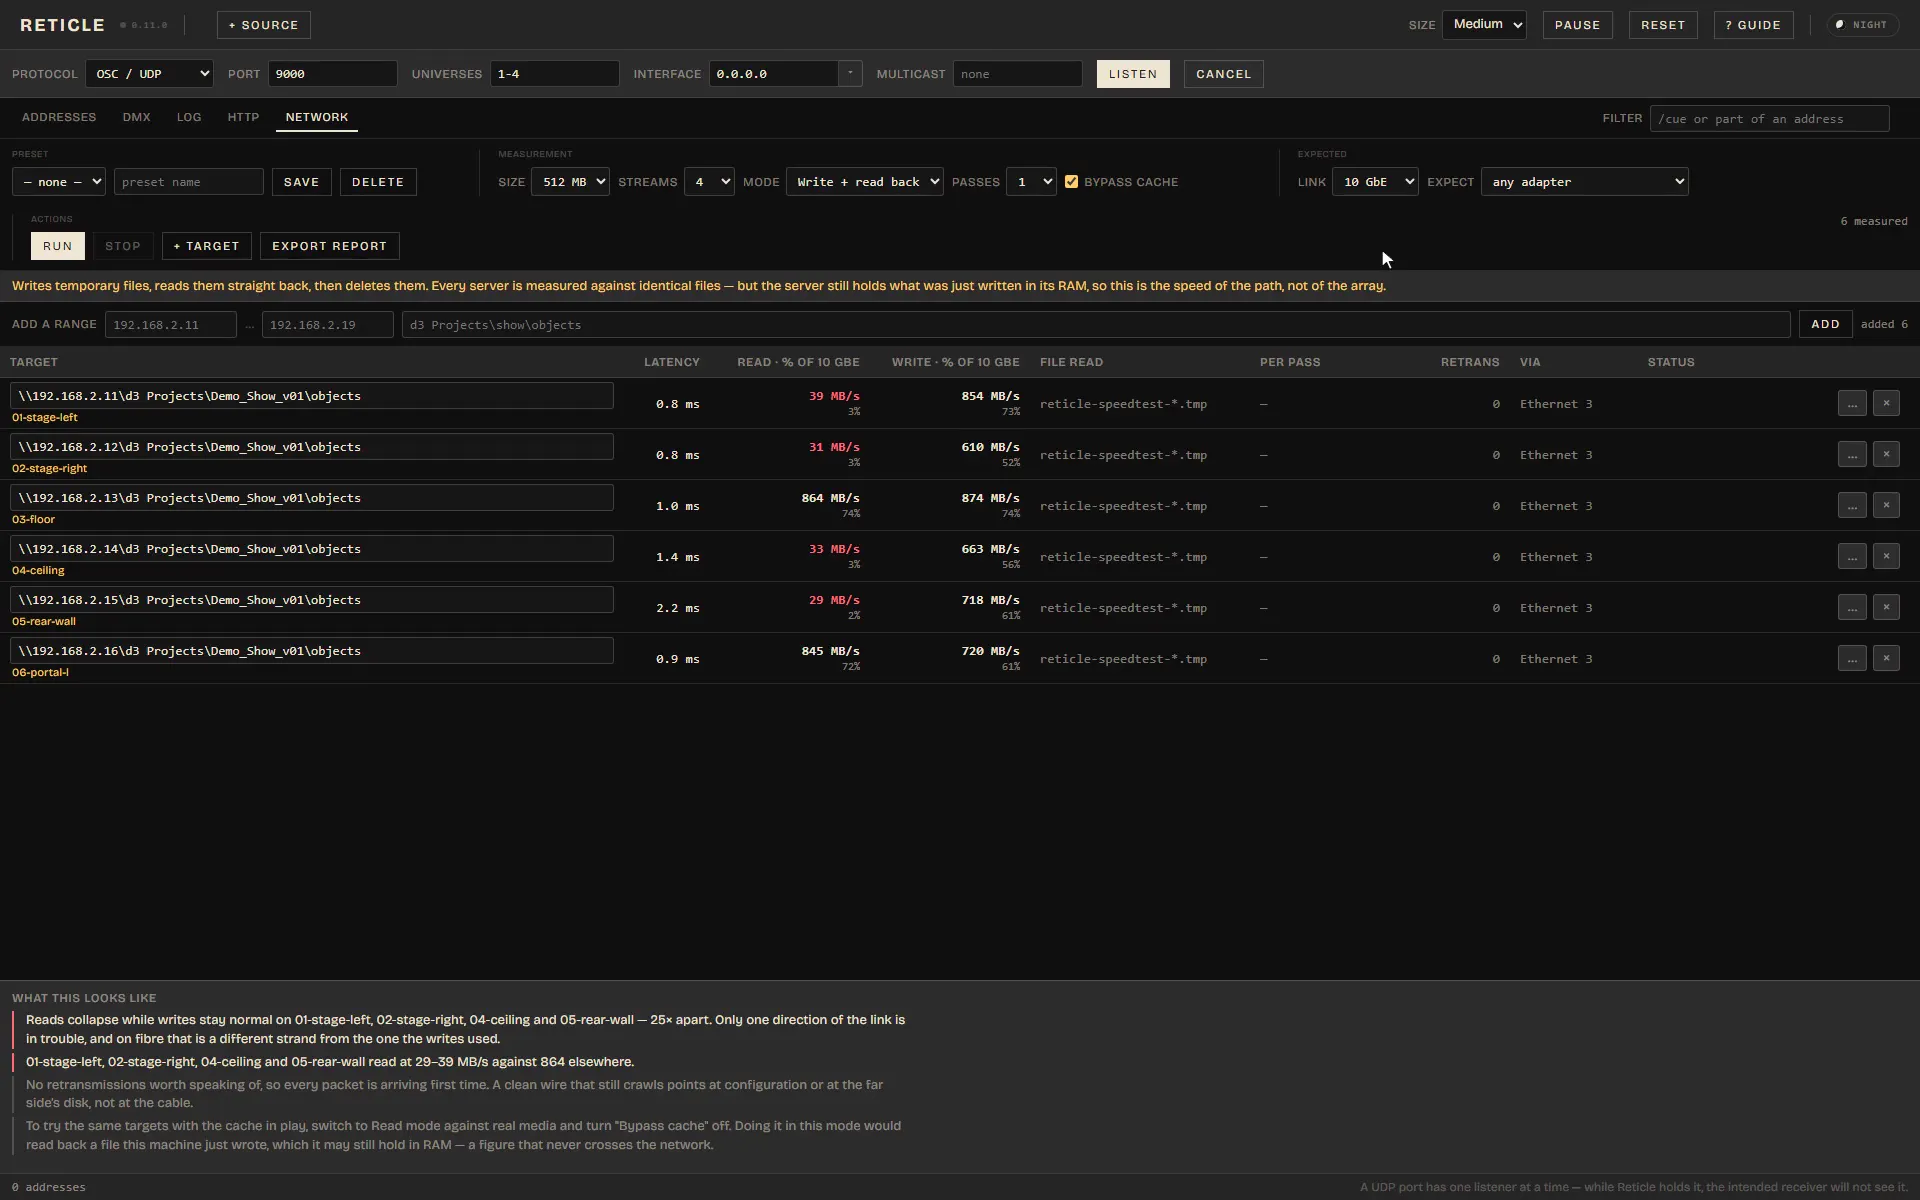 RETICLE 0.11.0 + SOURCE SIZE Medium PAUSE RESET ? GUIDE NIGHT
PROTOCOL OSC / UDP PORT 9000 UNIVERSES 1-4 INTERFACE 0.0.0.0 MULTICAST none LISTEN CANCEL
ADDRESSES DMX LOG HTTP NETWORK FILTER /cue or part of an address
PRESET MEASUREMENT EXPECTED
— none — preset name SAVE DELETE SIZE 512 MB STREAMS 4 MODE Write + read back PASSES 1 BYPASS CACHE LINK 10 GbE EXPECT any adapter
ACTIONS 6 measured
RUN STOP + TARGET EXPORT REPORT
Writes temporary files, reads them straight back, then deletes them. Every server is measured against identical files — but the server still holds what was just written in its RAM, so this is the speed of the path, not of the array.
ADD A RANGE 192.168.2.11 … 192.168.2.19 d3 Projects\show\objects ADD added 6
TARGET LATENCY READ · % OF 10 GBE WRITE · % OF 10 GBE FILE READ PER PASS RETRANS VIA STATUS
\\192.168.2.11\d3 Projects\Demo_Show_v01\objects 0.8 ms 39 MB/s 854 MB/s reticle-speedtest-*.tmp — 0 Ethernet 3 … ×
01-stage-left 3% 73%
\\192.168.2.12\d3 Projects\Demo_Show_v01\objects 0.8 ms 31 MB/s 610 MB/s reticle-speedtest-*.tmp — 0 Ethernet 3 … ×
02-stage-right 3% 52%
\\192.168.2.13\d3 Projects\Demo_Show_v01\objects 1.0 ms 864 MB/s 874 MB/s reticle-speedtest-*.tmp — 0 Ethernet 3 … ×
03-floor 74% 74%
\\192.168.2.14\d3 Projects\Demo_Show_v01\objects 1.4 ms 33 MB/s 663 MB/s reticle-speedtest-*.tmp — 0 Ethernet 3 … ×
04-ceiling 3% 56%
\\192.168.2.15\d3 Projects\Demo_Show_v01\objects 2.2 ms 29 MB/s 718 MB/s reticle-speedtest-*.tmp — 0 Ethernet 3 … ×
05-rear-wall 2% 61%
\\192.168.2.16\d3 Projects\Demo_Show_v01\objects 0.9 ms 845 MB/s 720 MB/s reticle-speedtest-*.tmp — 0 Ethernet 3 … ×
06-portal-l 72% 61%
WHAT THIS LOOKS LIKE
Reads collapse while writes stay normal on 01-stage-left, 02-stage-right, 04-ceiling and 05-rear-wall — 25× apart. Only one direction of the link is
in trouble, and on fibre that is a different strand from the one the writes used.
01-stage-left, 02-stage-right, 04-ceiling and 05-rear-wall read at 29–39 MB/s against 864 elsewhere.
No retransmissions worth speaking of, so every packet is arriving first time. A clean wire that still crawls points at configuration or at the far
side's disk, not at the cable.
To try the same targets with the cache in play, switch to Read mode against real media and turn "Bypass cache" off. Doing it in this mode would
read back a file this machine just wrote, which it may still hold in RAM — a figure that never crosses the network.
0 addresses A UDP port has one listener at a time — while Reticle holds it, the intended receiver will not see it.